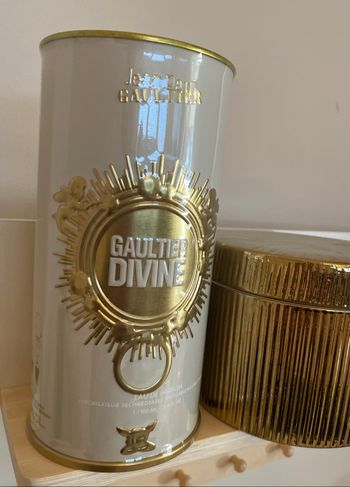 Jean Paul
GAULTIER
GAULTIER
DIVINE
EAU DE PARFUM